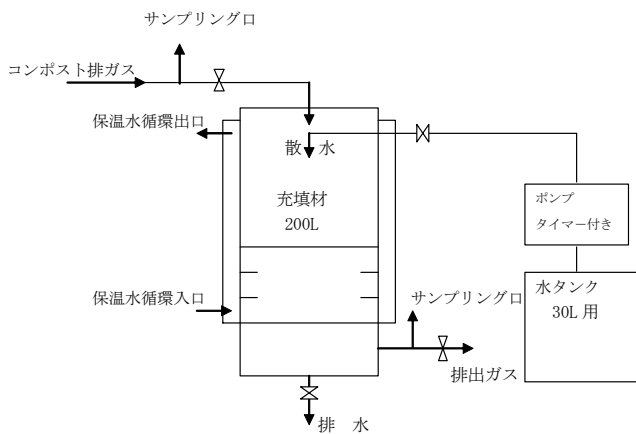 サンプリング口
コンポスト排ガス
保温水循環出口
散 水
充填材
200L
ポンプ
タイマー付き
保温水循環入口
サンプリング口
水タンク
30L 用
排出ガス
排 水